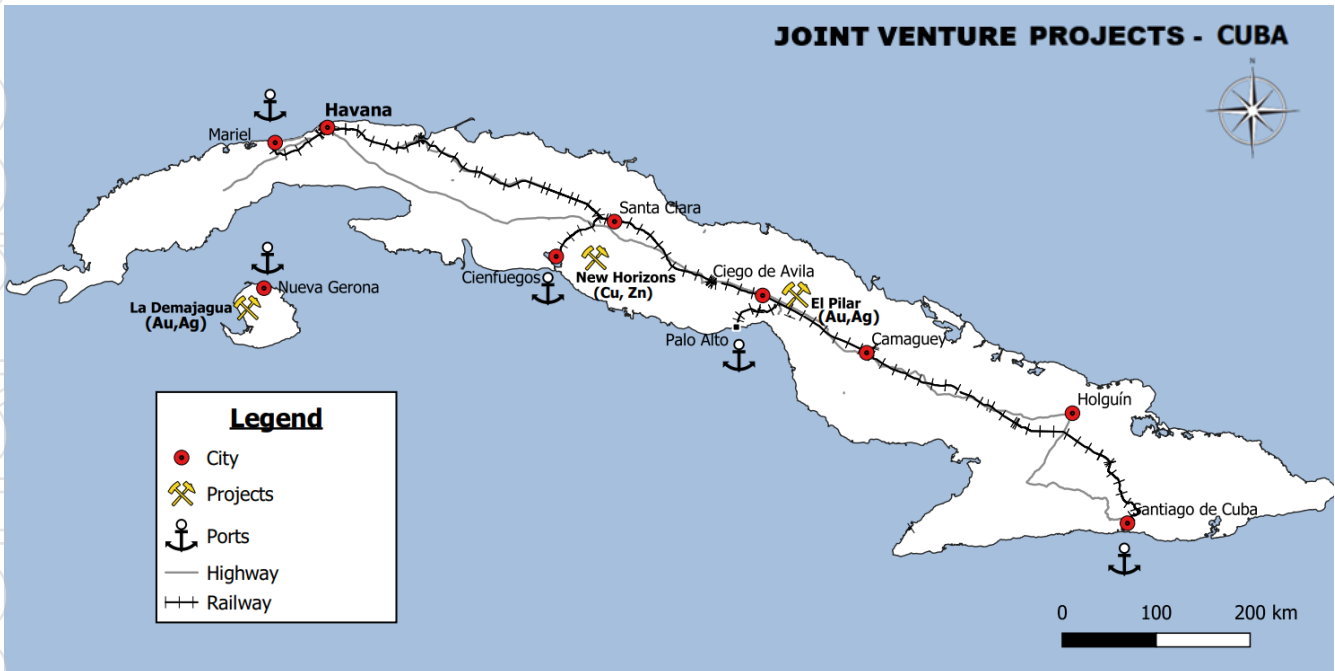 JOINT VENTURE PROJECTS - CUBA
N
Havana
Mariel
Santa Clara
Cienfuegos
New Horizons
(Cu, Zn)
Nueva Gerona
La Demajagua
(Au,Ag)
Ciego de Avila
El Pilar
(Au,Ag)
Palo Alto
Camaguey
Holguín
Santiago de Cuba
Legend
City
Projects
Ports
Highway
Railway
0 100 200 km